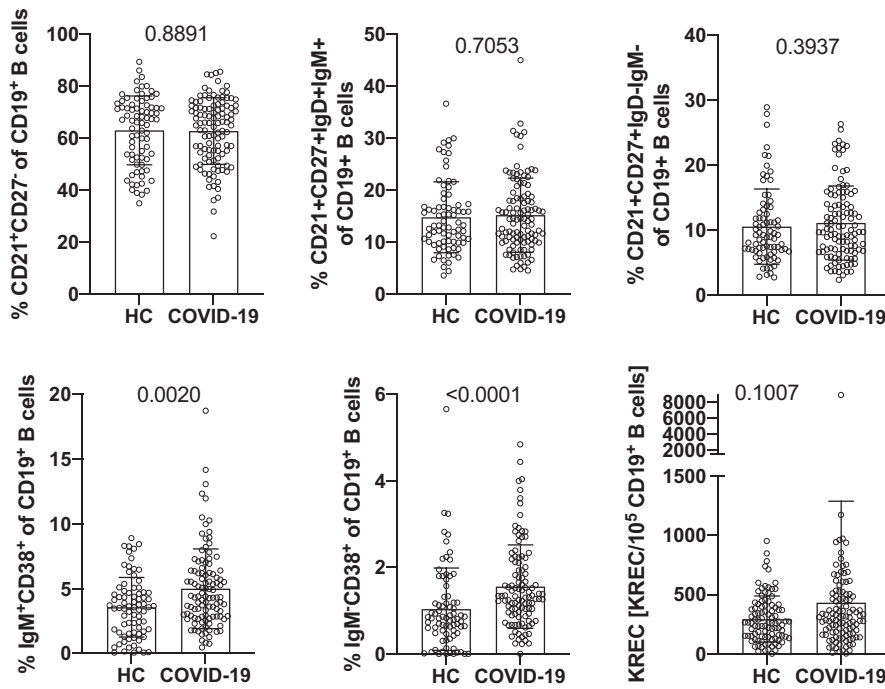 % CD21⁺CD27⁻ of CD19⁺ B cells
0.8891
100
80
60
40
20
0
HC COVID-19
% CD21+CD27+IgD+IgM+
of CD19+ B cells
0.7053
50
40
30
20
10
0
HC COVID-19
% CD21+CD27+IgD-IgM-
of CD19+ B cells
0.3937
40
30
20
10
0
HC COVID-19
% IgM⁺CD38⁺ of CD19⁺ B cells
0.0020
20
15
10
5
0
HC COVID-19
% IgM⁻CD38⁺ of CD19⁺ B cells
<0.0001
6
4
2
0
HC COVID-19
KREC [KREC/10⁵ CD19⁺ B cells]
0.1007
8000
6000
4000
2000
1500
1000
500
0
HC COVID-19